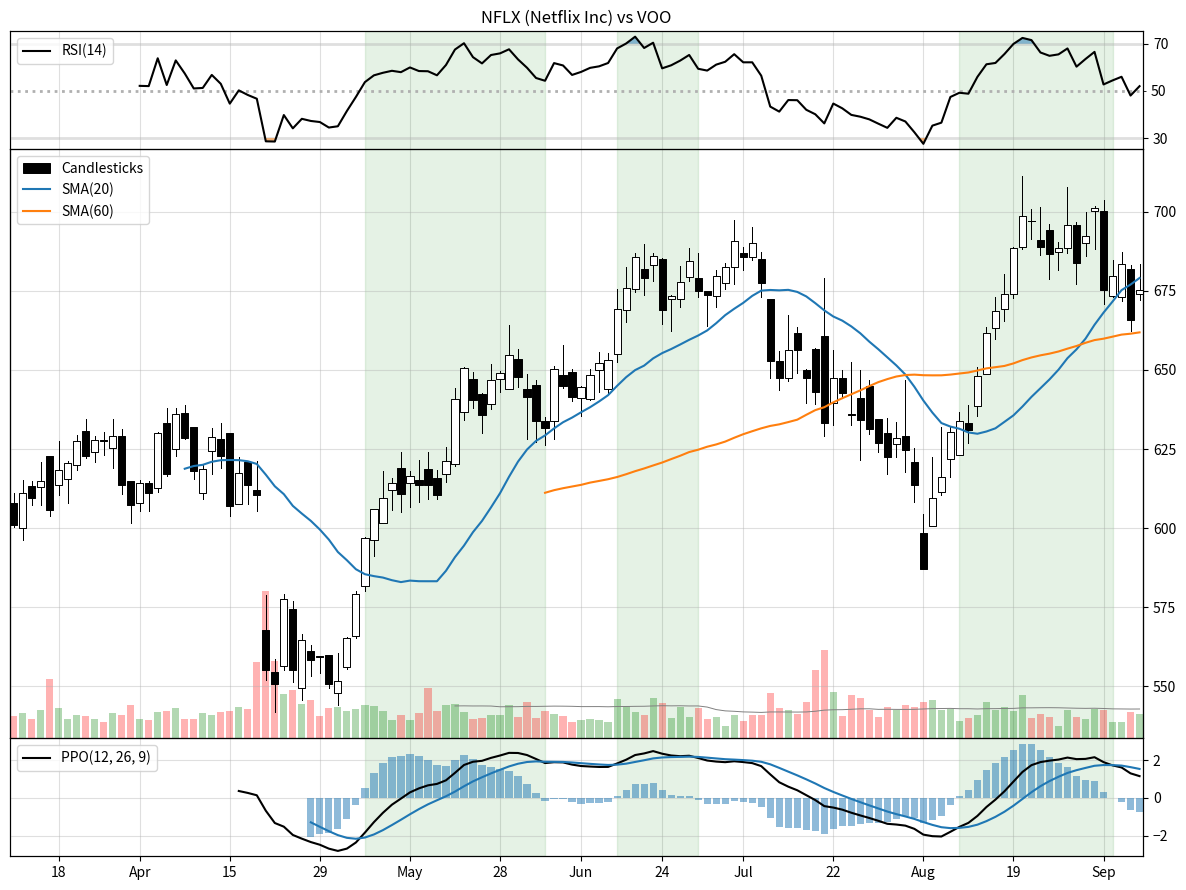 NFLX (Netflix Inc) vs VOO
RSI(14)
70
50
30
Candlesticks
SMA(20)
SMA(60)
700
675
650
625
600
575
550
PPO(12, 26, 9)
2
0
−2
18 Apr 15 29 May 28 Jun 24 Jul 22 Aug 19 Sep